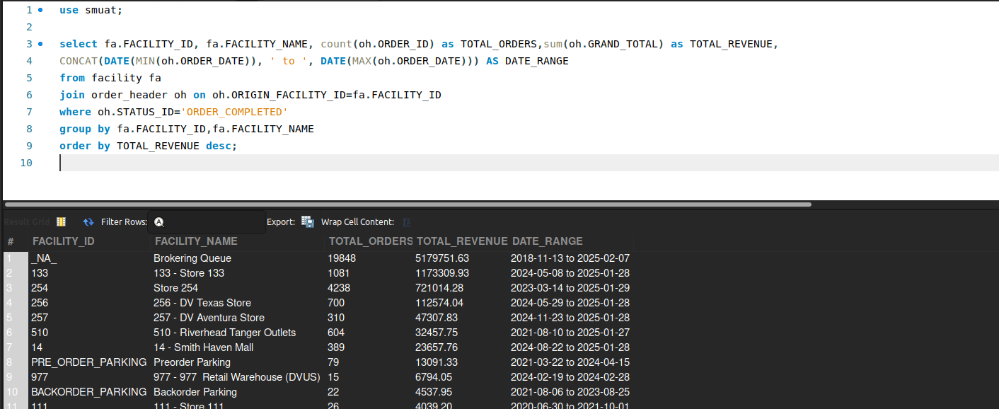 1 use smuat;
2
3 select fa.FACILITY_ID, fa.FACILITY_NAME, count(oh.ORDER_ID) as TOTAL_ORDERS,sum(oh.GRAND_TOTAL) as TOTAL_REVENUE,
4 CONCAT(DATE(MIN(oh.ORDER_DATE)), ' to ', DATE(MAX(oh.ORDER_DATE))) AS DATE_RANGE
5 from facility fa
6 join order_header oh on oh.ORIGIN_FACILITY_ID=fa.FACILITY_ID
7 where oh.STATUS_ID='ORDER_COMPLETED'
8 group by fa.FACILITY_ID,fa.FACILITY_NAME
9 order by TOTAL_REVENUE desc;
10
Result Grid Filter Rows: Export: Wrap Cell Content:
# FACILITY_ID FACILITY_NAME TOTAL_ORDERS TOTAL_REVENUE DATE_RANGE
1 _NA_ Brokering Queue 19848 5179751.63 2018-11-13 to 2025-02-07
2 133 133 - Store 133 1081 1173309.93 2024-05-08 to 2025-01-28
3 254 Store 254 4238 721014.28 2023-03-14 to 2025-01-29
4 256 256 - DV Texas Store 700 112574.04 2024-05-29 to 2025-01-28
5 257 257 - DV Aventura Store 310 47307.83 2024-11-23 to 2025-01-28
6 510 510 - Riverhead Tanger Outlets 604 32457.75 2021-08-10 to 2025-01-27
7 14 14 - Smith Haven Mall 389 23657.76 2024-08-22 to 2025-01-28
8 PRE_ORDER_PARKING Preorder Parking 79 13091.33 2021-03-22 to 2024-04-15
9 977 977 - 977  Retail Warehouse (DVUS) 15 6794.05 2024-02-19 to 2024-02-28
10 BACKORDER_PARKING Backorder Parking 22 4537.95 2021-08-06 to 2023-08-25
11 111 111 - Store 111 26 4039.20 2020-06-30 to 2021-10-01